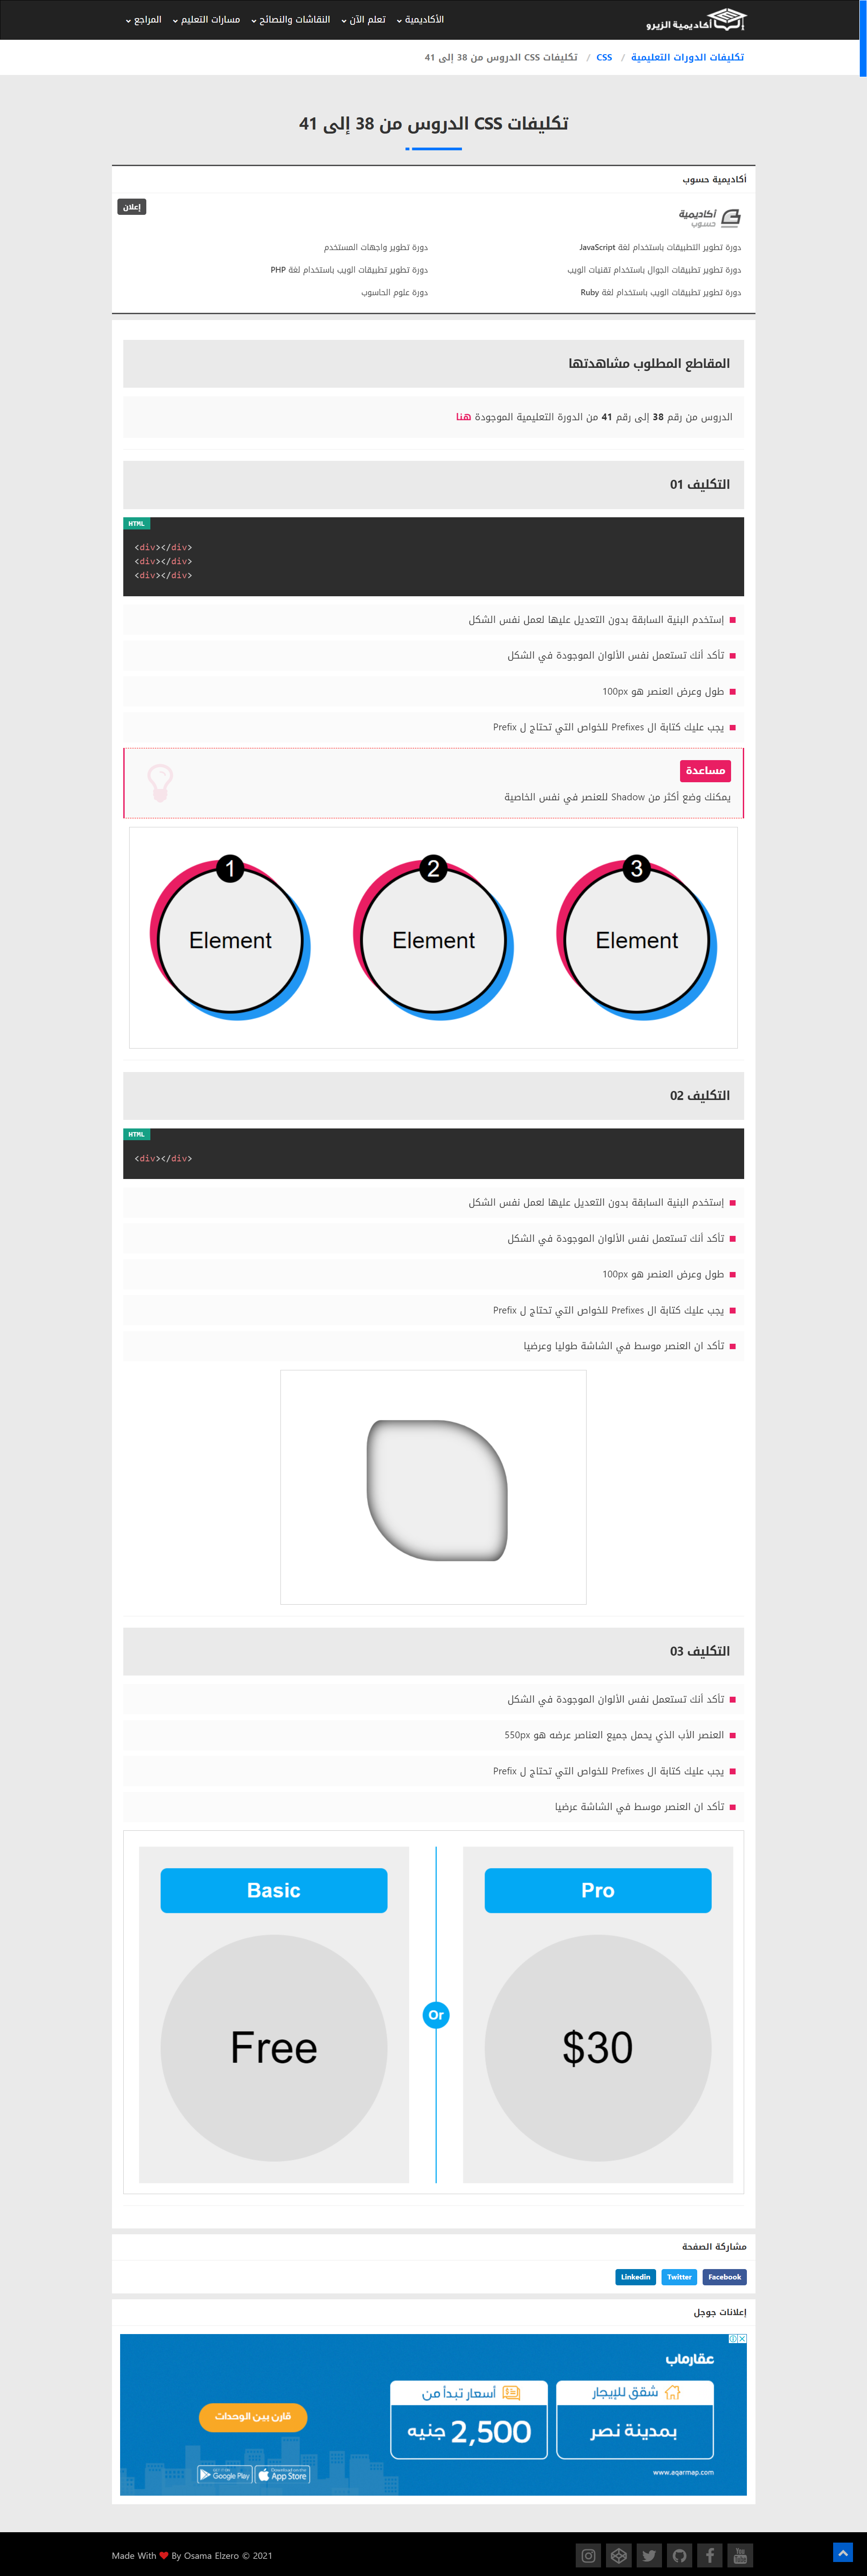 أكاديمية الزيرو
الأكاديمية
تعلم الآن
النقاشات والنصائح
مسارات التعليم
المراجع
تكليفات الدورات التعليمية / CSS / تكليفات CSS الدروس من 38 إلى 41
تكليفات CSS الدروس من 38 إلى 41
أكاديمية حسوب
إعلان
أكاديمية
حسوب
دورة تطوير التطبيقات باستخدام لغة JavaScript
دورة تطوير واجهات المستخدم
دورة تطوير تطبيقات الجوال باستخدام تقنيات الويب
دورة تطوير تطبيقات الويب باستخدام لغة PHP
دورة تطوير تطبيقات الويب باستخدام لغة Ruby
دورة علوم الحاسوب
المقاطع المطلوب مشاهدتها
الدروس من رقم 38 إلى رقم 41 من الدورة التعليمية الموجودة هنا
التكليف 01
HTML
<div></div>
<div></div>
<div></div>
إستخدم البنية السابقة بدون التعديل عليها لعمل نفس الشكل
تأكد أنك تستعمل نفس الألوان الموجودة في الشكل
طول وعرض العنصر هو 100px
يجب عليك كتابة ال Prefixes للخواص التي تحتاج ل Prefix
مساعدة
يمكنك وضع أكثر من Shadow للعنصر في نفس الخاصية
1 2 3
Element Element Element
التكليف 02
HTML
<div></div>
إستخدم البنية السابقة بدون التعديل عليها لعمل نفس الشكل
تأكد أنك تستعمل نفس الألوان الموجودة في الشكل
طول وعرض العنصر هو 100px
يجب عليك كتابة ال Prefixes للخواص التي تحتاج ل Prefix
تأكد ان العنصر موسط في الشاشة طوليا وعرضيا
التكليف 03
تأكد أنك تستعمل نفس الألوان الموجودة في الشكل
العنصر الأب الذي يحمل جميع العناصر عرضه هو 550px
يجب عليك كتابة ال Prefixes للخواص التي تحتاج ل Prefix
تأكد ان العنصر موسط في الشاشة عرضيا
Basic
Pro
Or
Free
$30
مشاركة الصفحة
Facebook
Twitter
Linkedin
إعلانات جوجل
عقارماب
شقق للإيجار
بمدينة نصر
أسعار تبدأ من
2,500 جنيه
قارن بين الوحدات
Google Play
App Store
www.aqarmap.com
Made With ❤ By Osama Elzero © 2021
You Tube